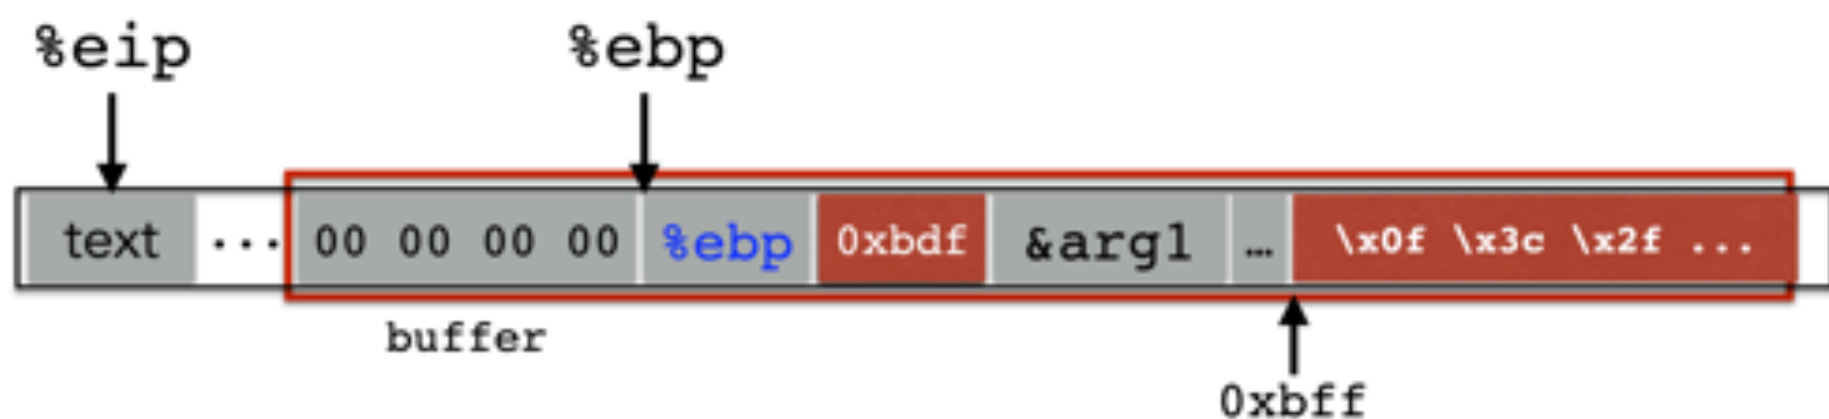 %eip %ebp
text ... 00 00 00 00 %ebp 0xbdf &arg1 ... \x0f \x3c \x2f ...
buffer
0xbff